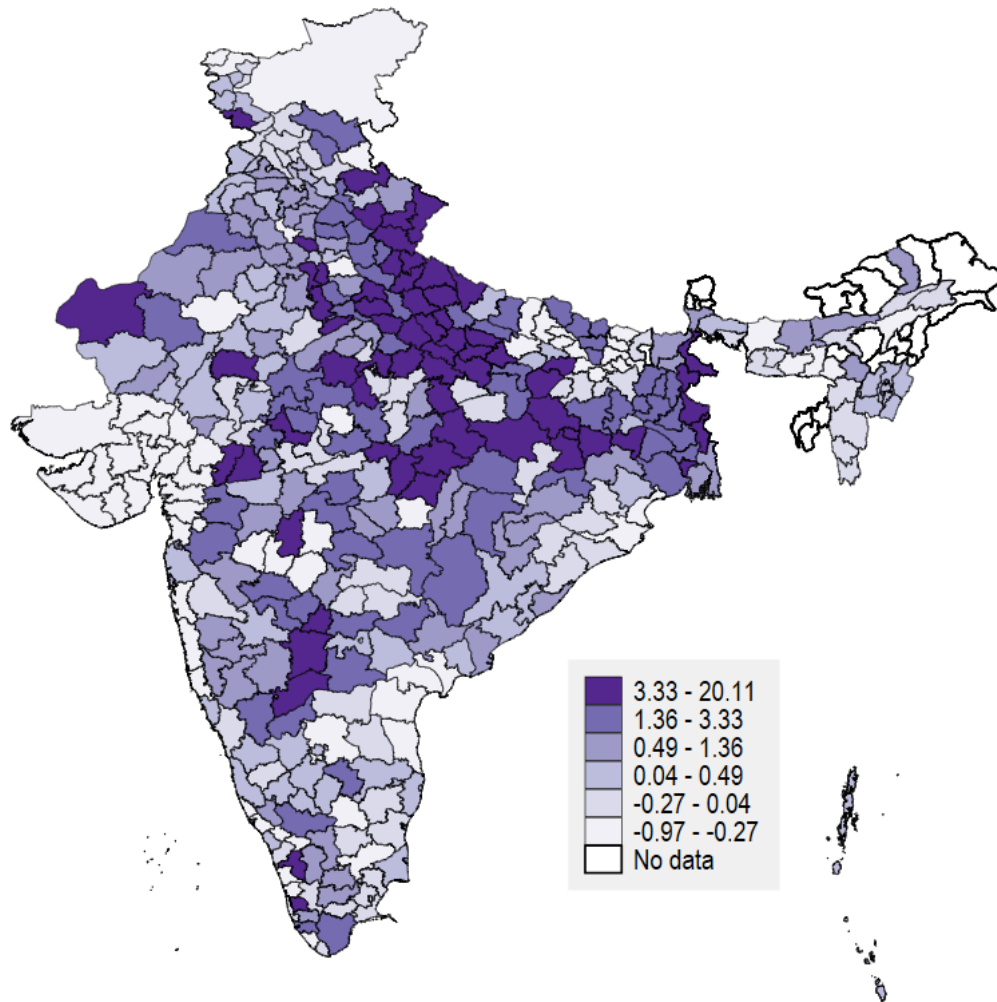 3.33 - 20.11
1.36 - 3.33
0.49 - 1.36
0.04 - 0.49
-0.27 - 0.04
-0.97 - -0.27
No data